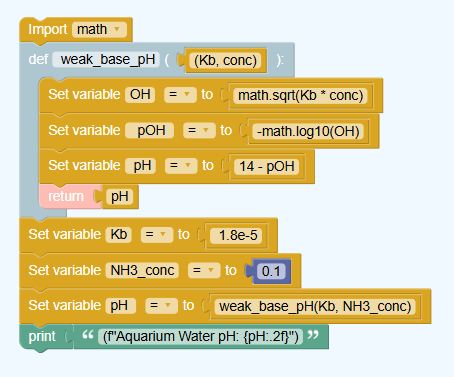 Import math
def weak_base_pH ( (Kb, conc) ):
Set variable OH = to math.sqrt(Kb * conc)
Set variable pOH = to -math.log10(OH)
Set variable pH = to 14 - pOH
return pH
Set variable Kb = to 1.8e-5
Set variable NH3_conc = to 0.1
Set variable pH = to weak_base_pH(Kb, NH3_conc)
print “ (f"Aquarium Water pH: {pH:.2f}") ”